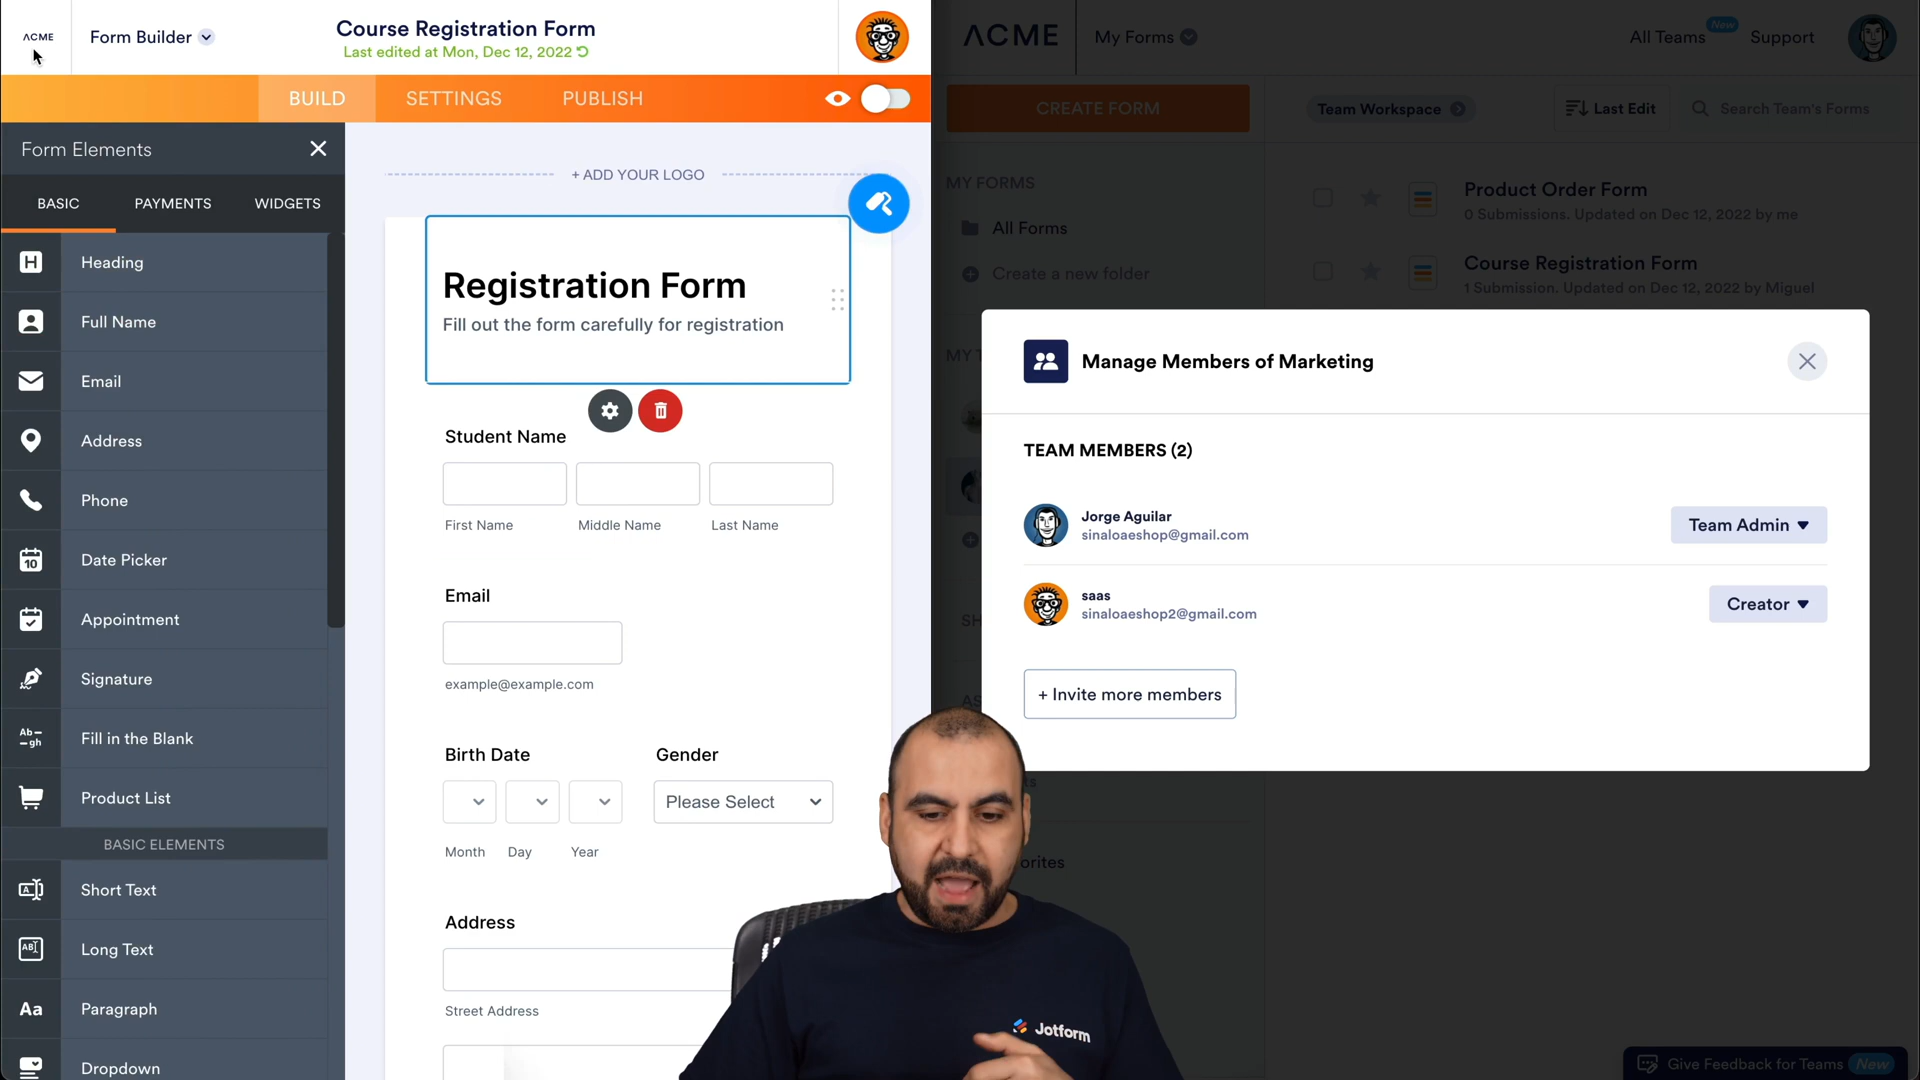 ACME
Form Builder
Course Registration Form
Last edited at Mon, Dec 12, 2022
BUILD
SETTINGS
PUBLISH
Form Elements
BASIC
PAYMENTS
WIDGETS
H
Heading
Full Name
Email
Address
Phone
10
Date Picker
Appointment
Signature
Ab
gh
Fill in the Blank
Product List
BASIC ELEMENTS
Short Text
Long Text
Aa
Paragraph
Dropdown
+ ADD YOUR LOGO
Registration Form
Fill out the form carefully for registration
Student Name
First Name
Middle Name
Last Name
Email
example@example.com
Birth Date
Gender
Please Select
Month
Day
Year
Address
Street Address
ACME
My Forms
All Teams
New
Support
CREATE FORM
Team Workspace
Last Edit
Search Team's Forms
MY FORMS
All Forms
Create a new folder
Product Order Form
0 Submissions. Updated on Dec 12, 2022 by me
Course Registration Form
1 Submission. Updated on Dec 12, 2022 by Miguel
Manage Members of Marketing
TEAM MEMBERS (2)
Jorge Aguilar
sinaloaeshop@gmail.com
Team Admin
saas
sinaloaeshop2@gmail.com
Creator
+ Invite more members
Jotform
Give Feedback for Teams
New